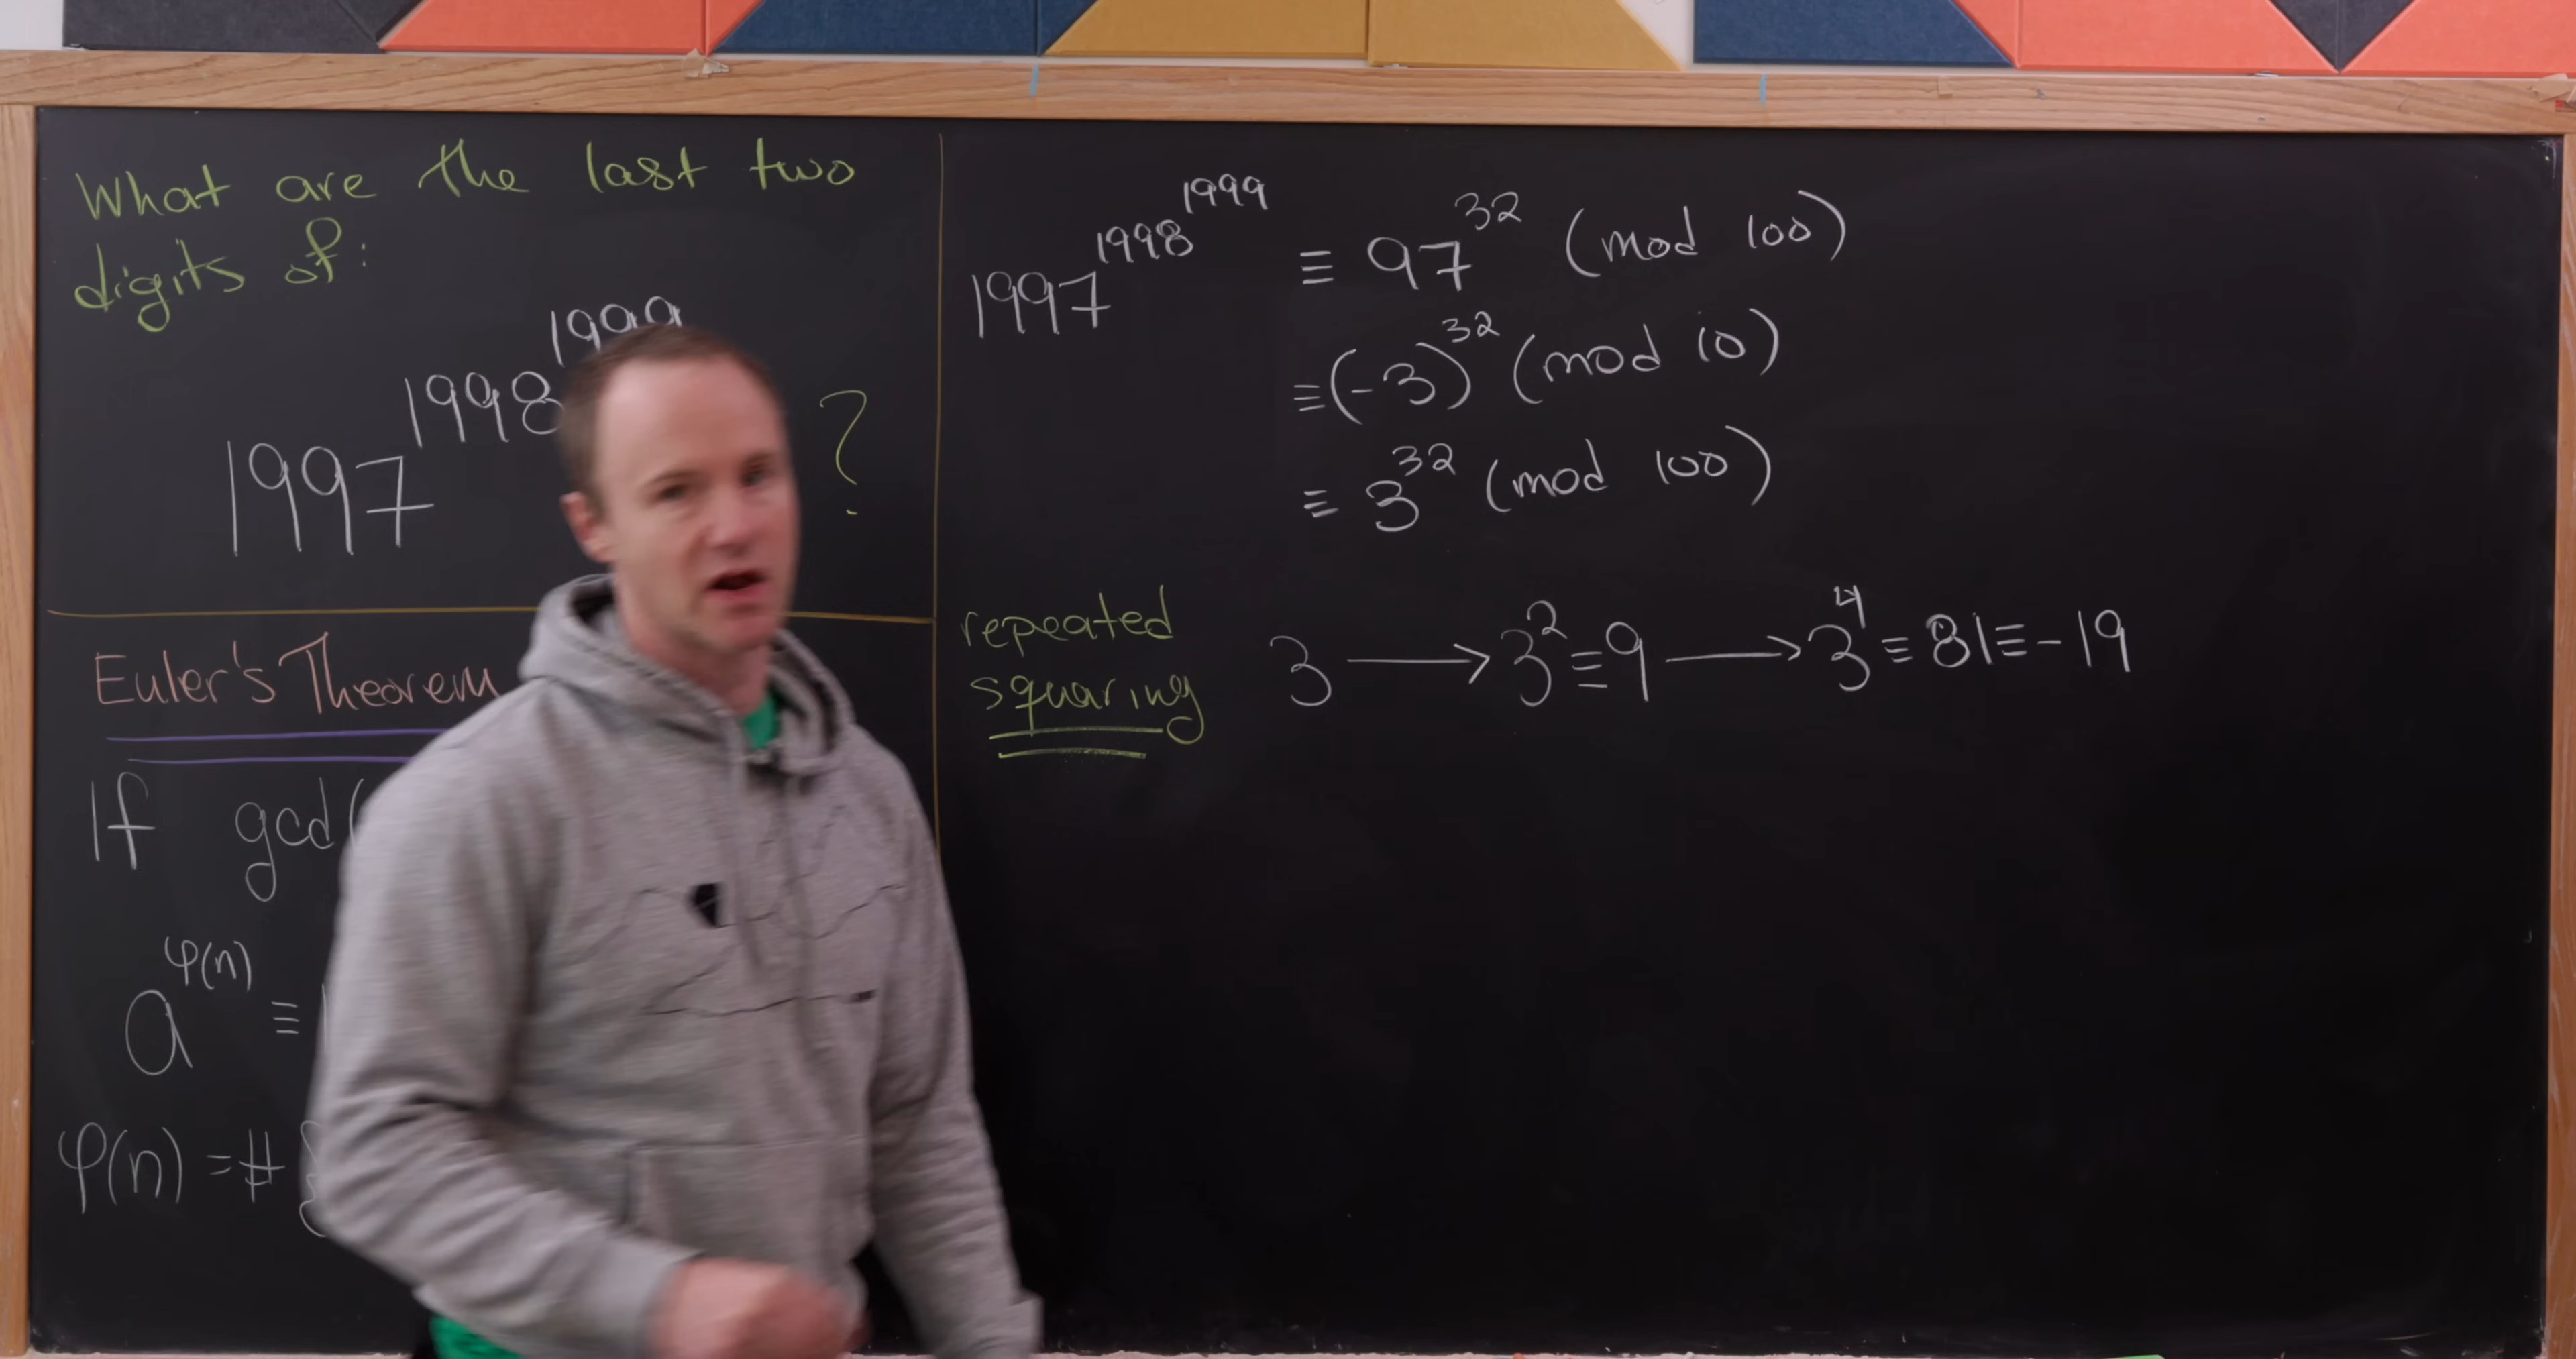 What are the last two
digits of:
1997^1998^1999 ?
Euler's Theorem
If gcd(
a^φ(n) ≡ 1
φ(n) = # {
1997^1998^1999 ≡ 97^32 (mod 100)
≡ (-3)^32 (mod 10)
≡ 3^32 (mod 100)
repeated
squaring
3 → 3^2 ≡ 9 → 3^4 ≡ 81 ≡ -19